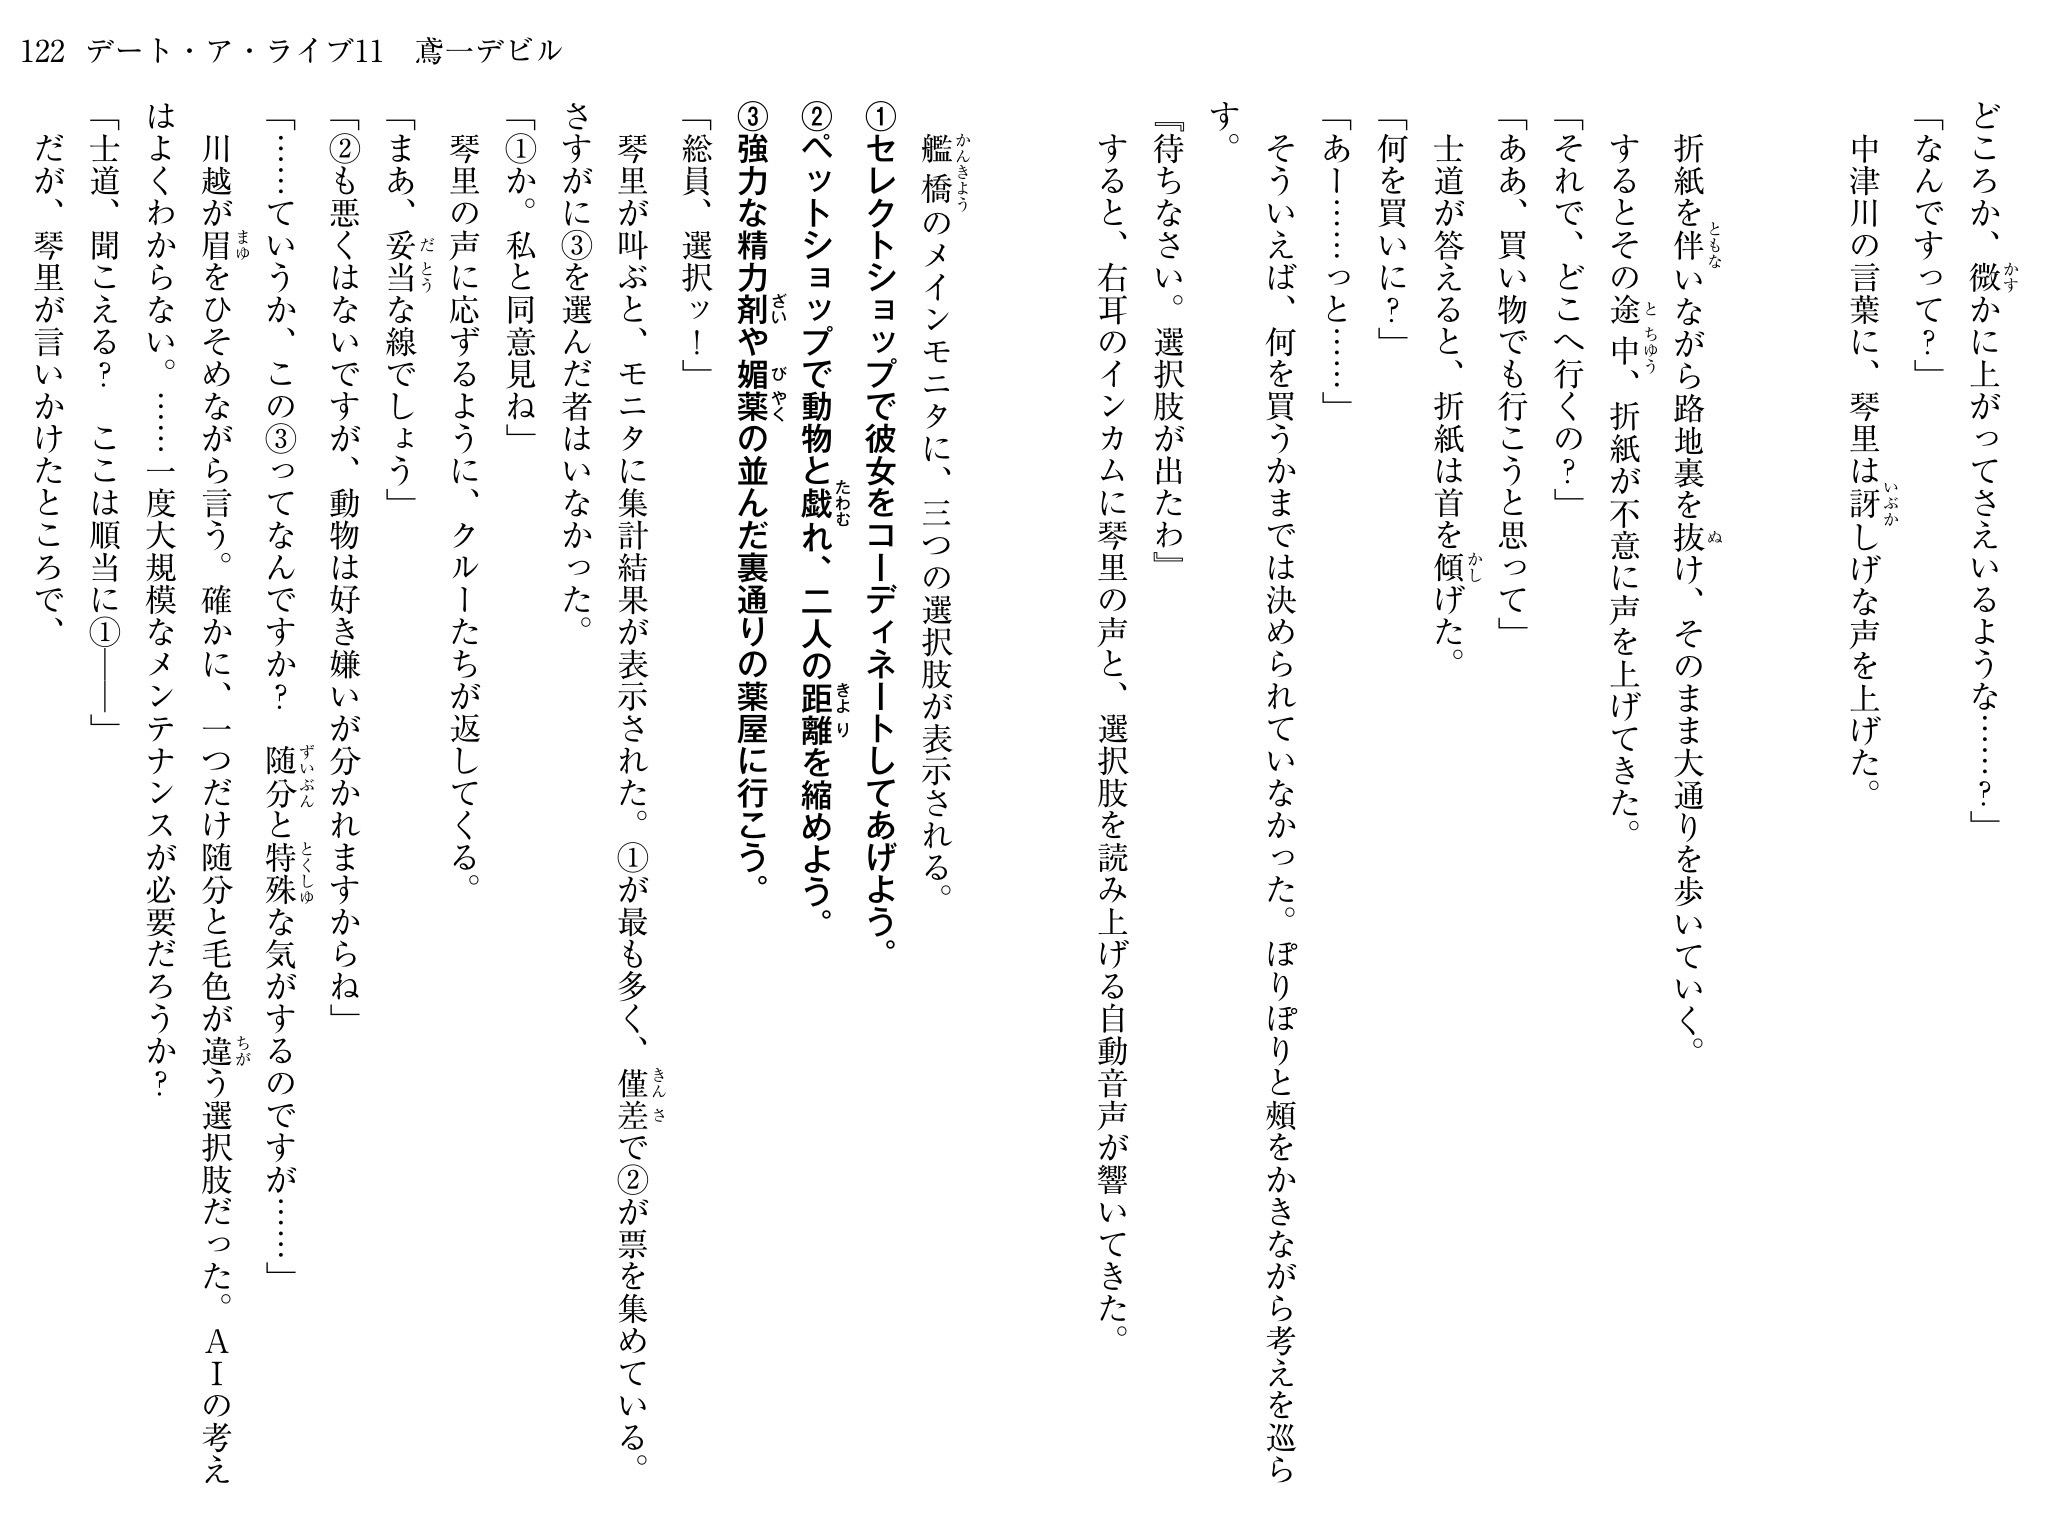 122 デート・ア・ライブ11　鳶一デビル
どころか、微かに上がってさえいるような……？」
「なんですって？」
　中津川の言葉に、琴里は訝しげな声を上げた。
　折紙を伴いながら路地裏を抜け、そのまま大通りを歩いていく。
　するとその途中、折紙が不意に声を上げてきた。
「それで、どこへ行くの？」
「ああ、買い物でも行こうと思って」
　士道が答えると、折紙は首を傾げた。
「何を買いに？」
「あー……っと……」
　そういえば、何を買うかまでは決められていなかった。ぽりぽりと頬をかきながら考えを巡ら
す。
『待ちなさい。選択肢が出たわ』
　すると、右耳のインカムに琴里の声と、選択肢を読み上げる自動音声が響いてきた。
　艦橋のメインモニタに、三つの選択肢が表示される。
①セレクトショップで彼女をコーディネートしてあげよう。
②ペットショップで動物と戯れ、二人の距離を縮めよう。
③強力な精力剤や媚薬の並んだ裏通りの薬屋に行こう。
「総員、選択ッ！」
　琴里が叫ぶと、モニタに集計結果が表示された。①が最も多く、僅差で②が票を集めている。
さすがに③を選んだ者はいなかった。
「①か。私と同意見ね」
　琴里の声に応ずるように、クルーたちが返してくる。
「まあ、妥当な線でしょう」
「②も悪くはないですが、動物は好き嫌いが分かれますからね」
「……ていうか、この③ってなんですか？　随分と特殊な気がするのですが……」
　川越が眉をひそめながら言う。確かに、一つだけ随分と毛色が違う選択肢だった。ＡＩの考え
はよくわからない。……一度大規模なメンテナンスが必要だろうか？
「士道、聞こえる？　ここは順当に①――」
　だが、琴里が言いかけたところで、